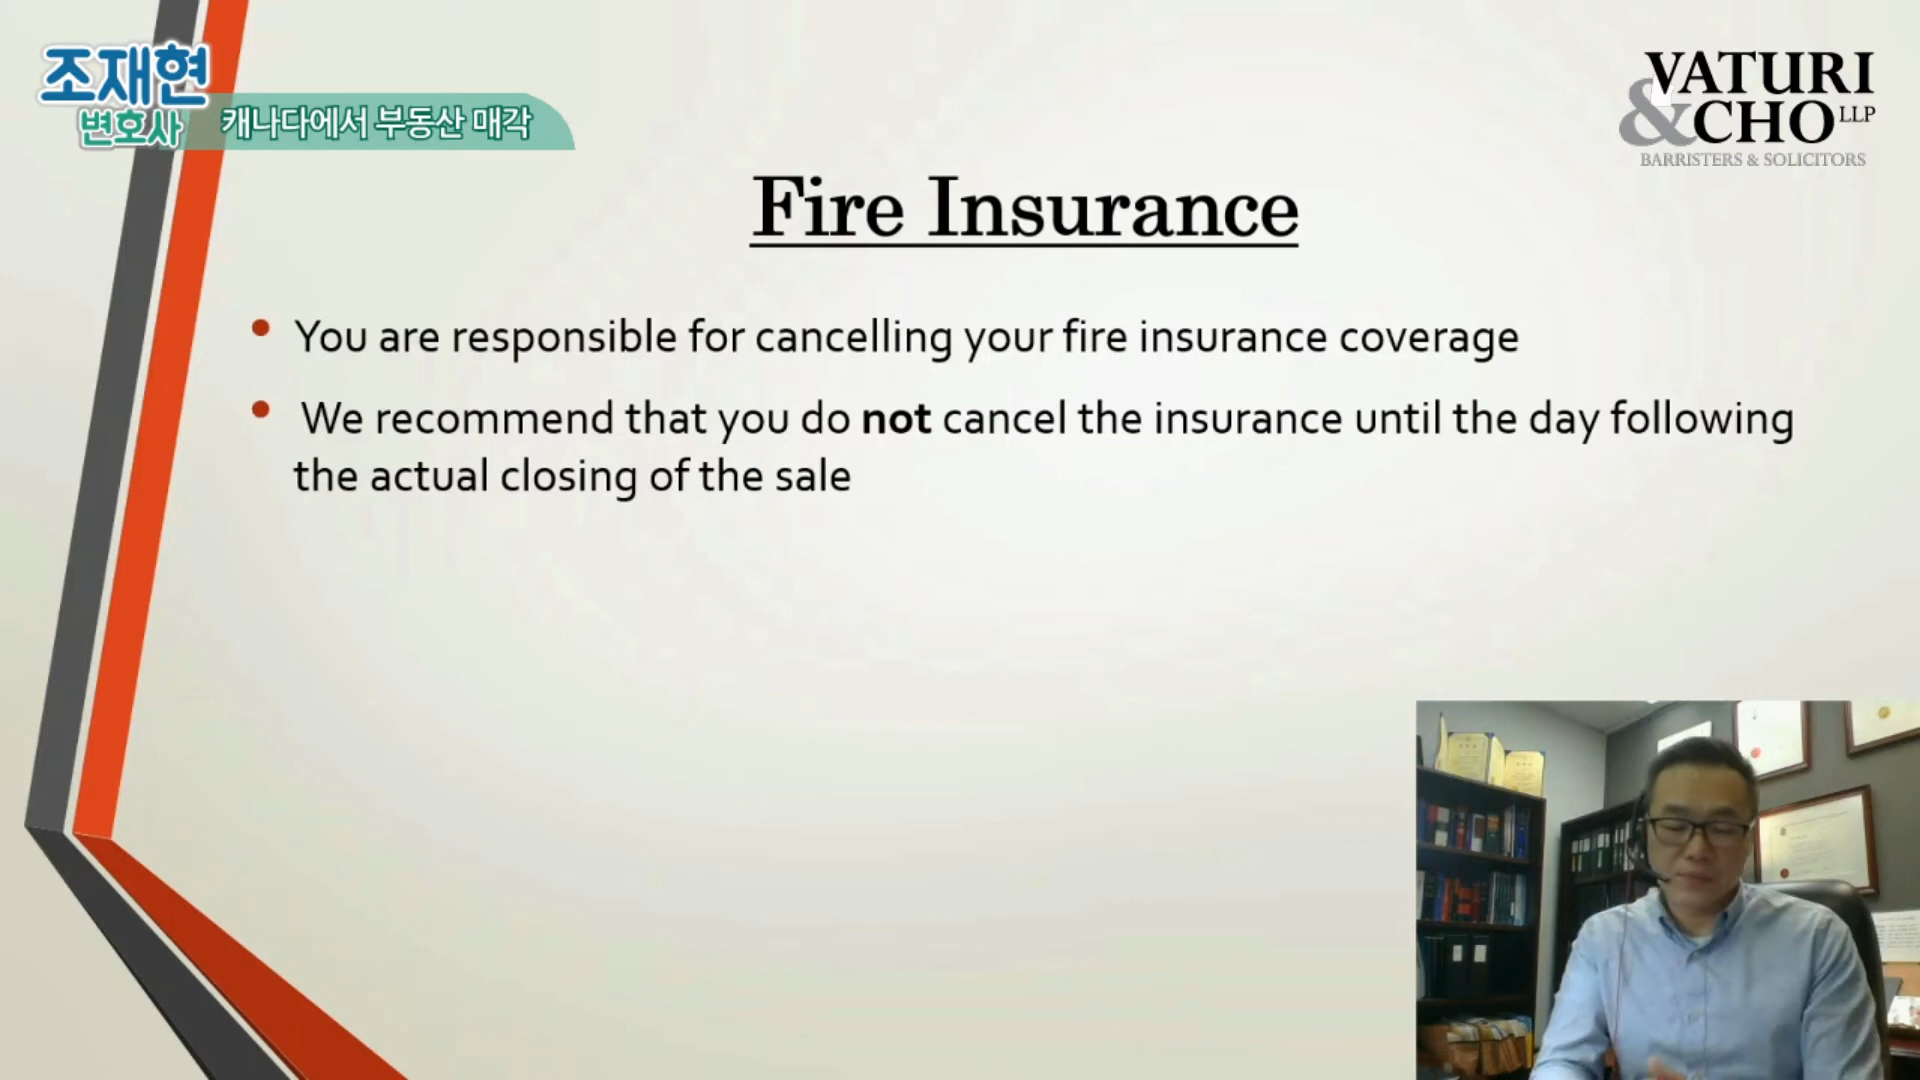 조재현
변호사
캐나다에서 부동산 매각
VATURI
& CHO LLP
BARRISTERS & SOLICITORS
Fire Insurance
• You are responsible for cancelling your fire insurance coverage
• We recommend that you do not cancel the insurance until the day following
the actual closing of the sale